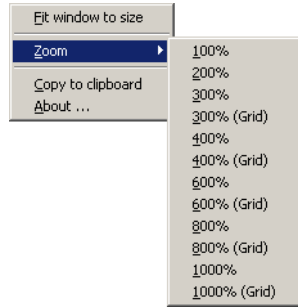 Fit window to size
Zoom
Copy to clipboard
About ...
100%
200%
300%
300% (Grid)
400%
400% (Grid)
600%
600% (Grid)
800%
800% (Grid)
1000%
1000% (Grid)